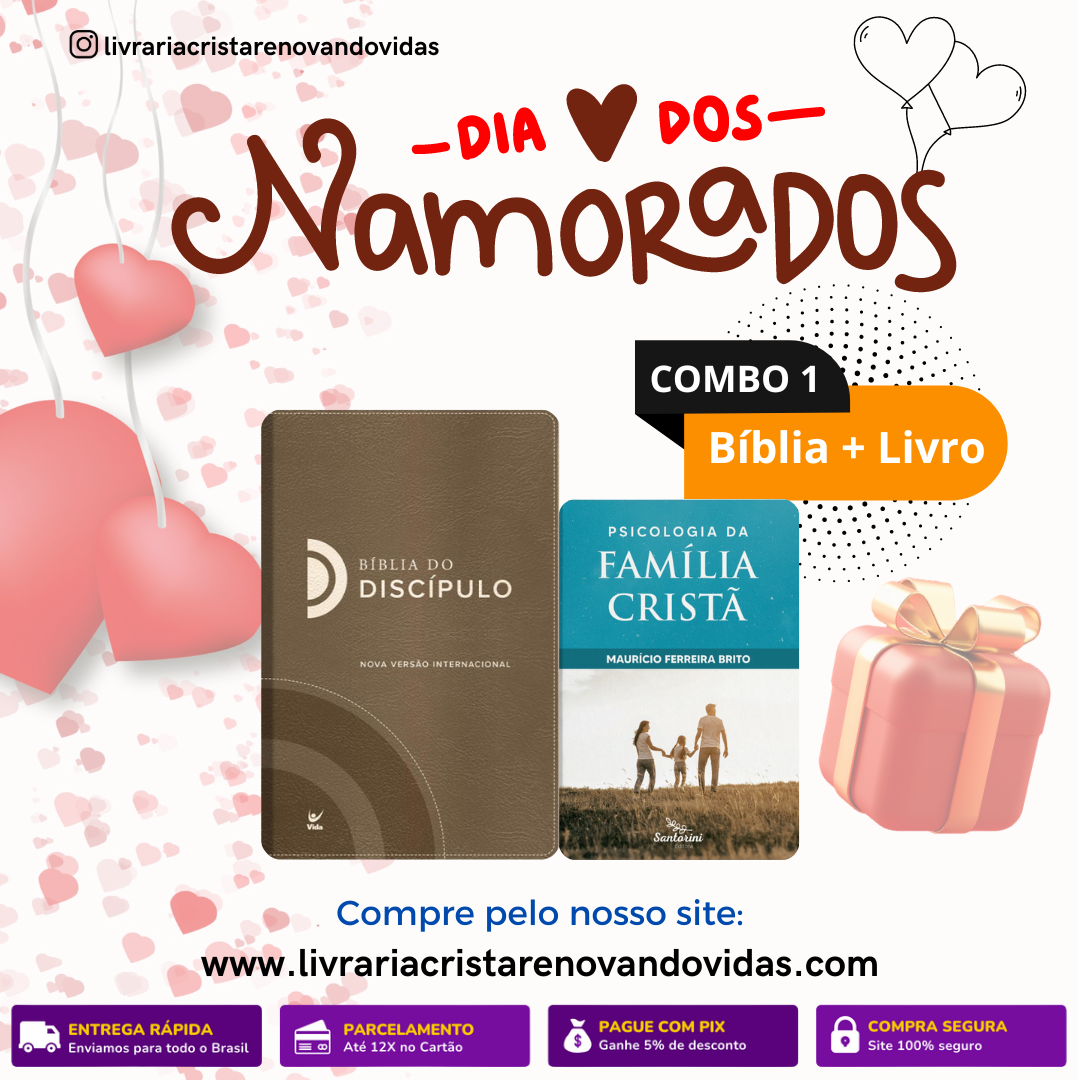 livrariacristarenovandovidas
DIA DOS
NamoRaDOS
COMBO 1
Bíblia + Livro
BÍBLIA DO
DISCÍPULO
NOVA VERSÃO INTERNACIONAL
Vida
PSICOLOGIA DA
FAMÍLIA
CRISTÃ
MAURÍCIO FERREIRA BRITO
Santorini
Compre pelo nosso site:
www.livrariacristarenovandovidas.com
ENTREGA RÁPIDA
Enviamos para todo o Brasil
PARCELAMENTO
Até 12X no Cartão
PAGUE COM PIX
Ganhe 5% de desconto
COMPRA SEGURA
Site 100% seguro